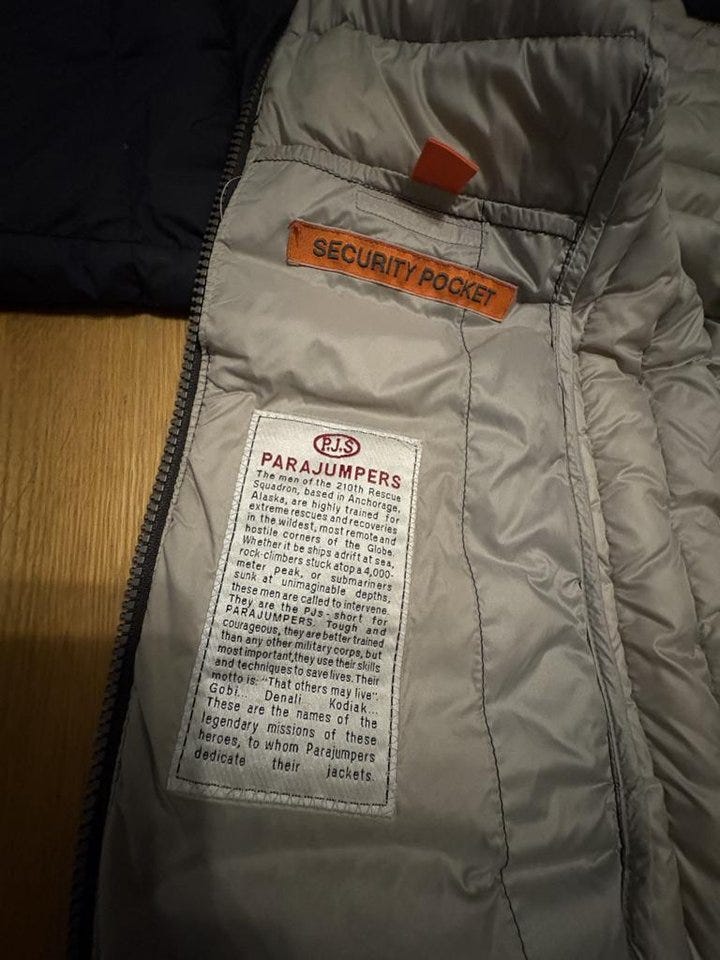 SECURITY POCKET
P.J.S
PARAJUMPERS
The men of the 210th Rescue
Squadron, based in Anchorage,
Alaska, are highly trained for
extreme rescues and recoveries
in the wildest, most remote and
hostile corners of the Globe.
Whether it be ships adrift at sea,
rock-climbers stuck atop a 4,000-
meter peak, or submariners
sunk at unimaginable depths,
these men are called to intervene.
They are the PJs - short for
PARAJUMPERS. Tough and
courageous, they are better trained
than any other military corps, but
most important,they use their skills
and techniques to save lives. Their
motto is: "That others may live".
Gobi... Denali Kodiak...
These are the names of the
legendary missions of these
heroes, to whom Parajumpers
dedicate their jackets.